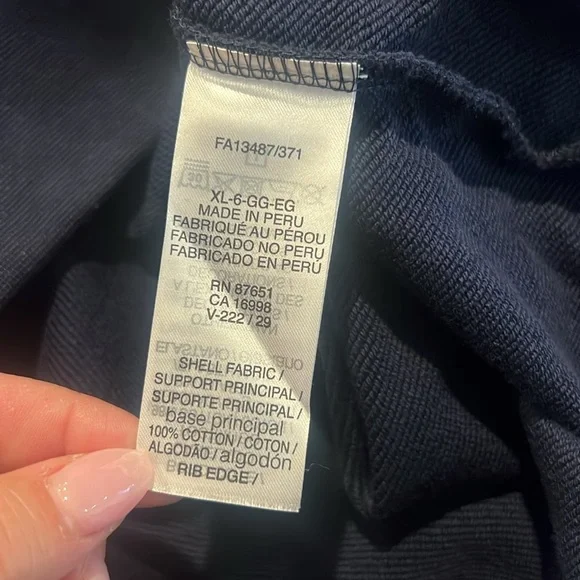 FA13487/371
XL-6-GG-EG
MADE IN PERU
FABRIQUÉ AU PÉROU
FABRICADO NO PERU
FABRICADO EN PERÚ
RN 87651
CA 16998
V-222 / 29
SHELL FABRIC /
SUPPORT PRINCIPAL /
SUPORTE PRINCIPAL /
base principal
100% COTTON / COTON /
ALGODÃO / algodón
RIB EDGE /